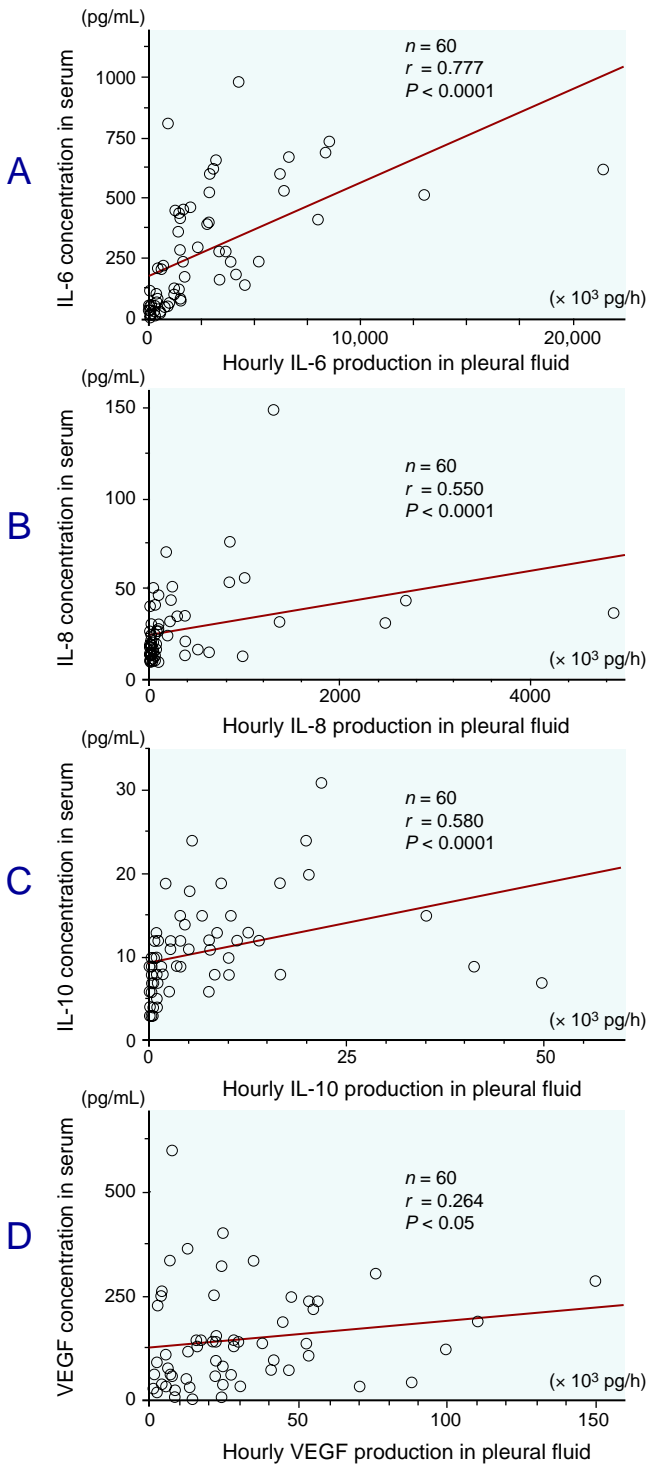 (pg/mL)
A
IL-6 concentration in serum
1000
750
500
250
0
n = 60
r = 0.777
P < 0.0001
(× 10³ pg/h)
0
10,000
20,000
Hourly IL-6 production in pleural fluid
(pg/mL)
B
IL-8 concentration in serum
150
100
50
0
n = 60
r = 0.550
P < 0.0001
(× 10³ pg/h)
0
2000
4000
Hourly IL-8 production in pleural fluid
(pg/mL)
C
IL-10 concentration in serum
30
20
10
0
n = 60
r = 0.580
P < 0.0001
(× 10³ pg/h)
0
25
50
Hourly IL-10 production in pleural fluid
(pg/mL)
D
VEGF concentration in serum
500
250
0
n = 60
r = 0.264
P < 0.05
(× 10³ pg/h)
0
50
100
150
Hourly VEGF production in pleural fluid